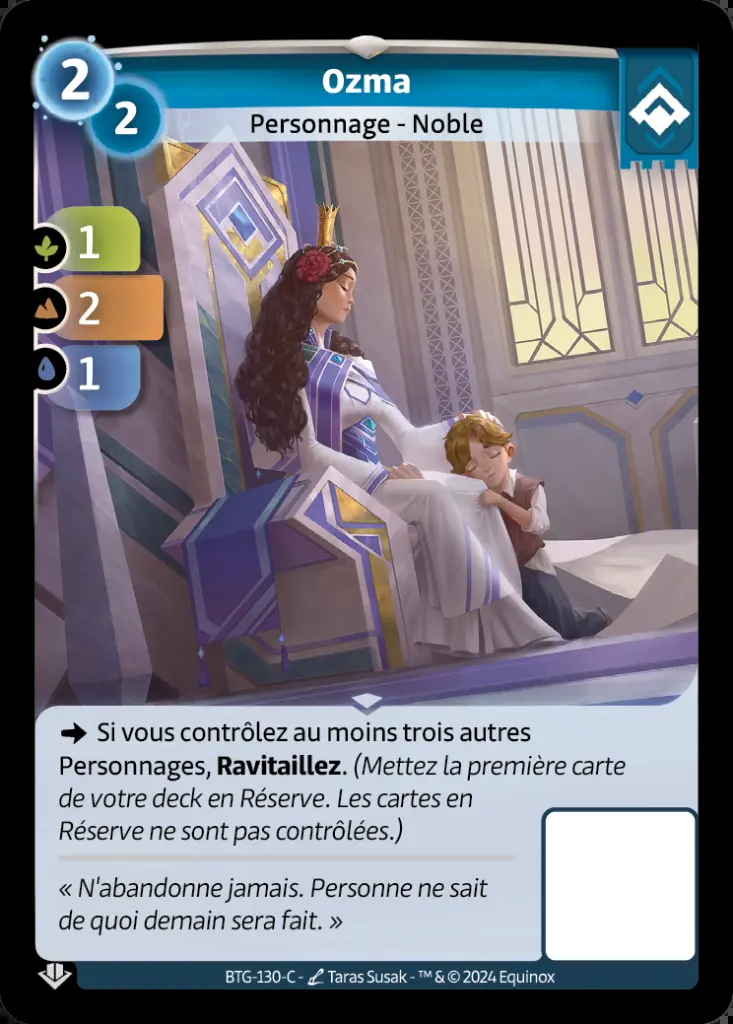 2
2
Ozma
Personnage - Noble
1
2
1
Si vous contrôlez au moins trois autres
Personnages, Ravitaillez. (Mettez la première carte
de votre deck en Réserve. Les cartes en
Réserve ne sont pas contrôlées.)
« N'abandonne jamais. Personne ne sait
de quoi demain sera fait. »
BTG-130-C - Taras Susak - ™ & © 2024 Equinox